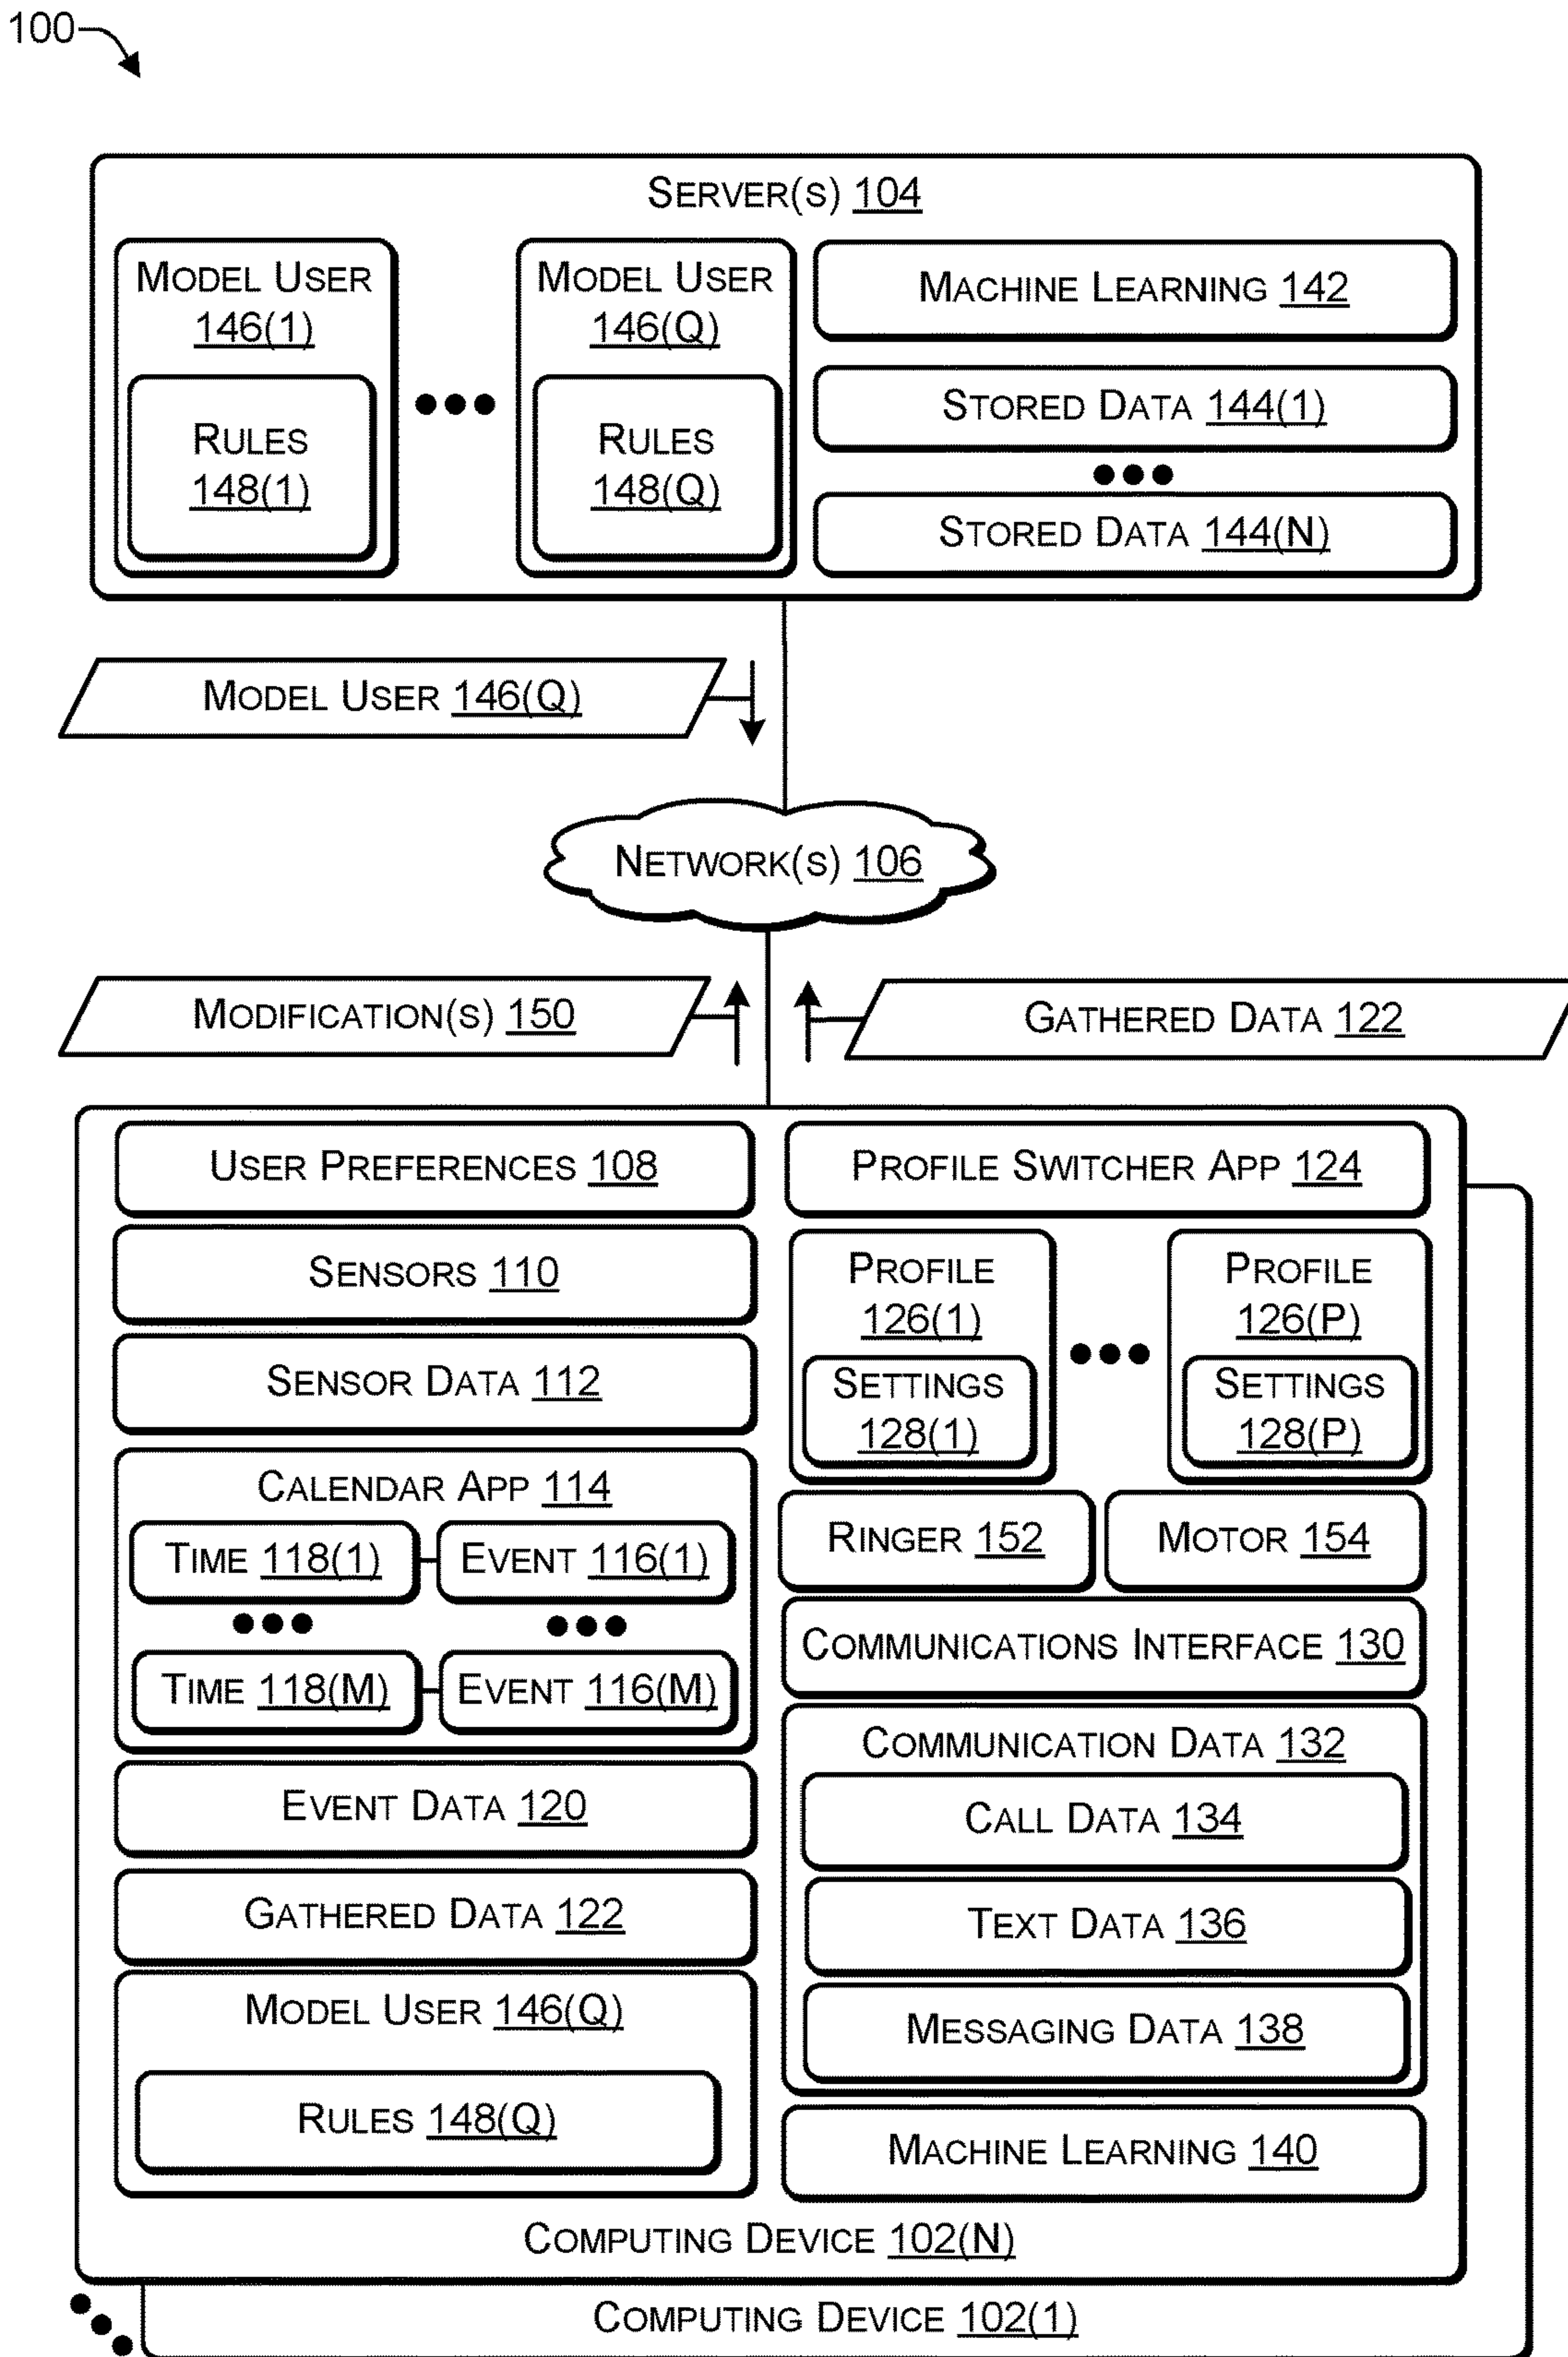 100
SERVER(S) 104
MODEL USER
146(1)
RULES
148(1)
MODEL USER
146(Q)
RULES
148(Q)
MACHINE LEARNING 142
STORED DATA 144(1)
STORED DATA 144(N)
MODEL USER 146(Q)
NETWORK(S) 106
MODIFICATION(S) 150
GATHERED DATA 122
USER PREFERENCES 108
SENSORS 110
SENSOR DATA 112
CALENDAR APP 114
TIME 118(1)
EVENT 116(1)
TIME 118(M)
EVENT 116(M)
EVENT DATA 120
GATHERED DATA 122
MODEL USER 146(Q)
RULES 148(Q)
PROFILE SWITCHER APP 124
PROFILE
126(1)
SETTINGS
128(1)
PROFILE
126(P)
SETTINGS
128(P)
RINGER 152
MOTOR 154
COMMUNICATIONS INTERFACE 130
COMMUNICATION DATA 132
CALL DATA 134
TEXT DATA 136
MESSAGING DATA 138
MACHINE LEARNING 140
COMPUTING DEVICE 102(N)
COMPUTING DEVICE 102(1)